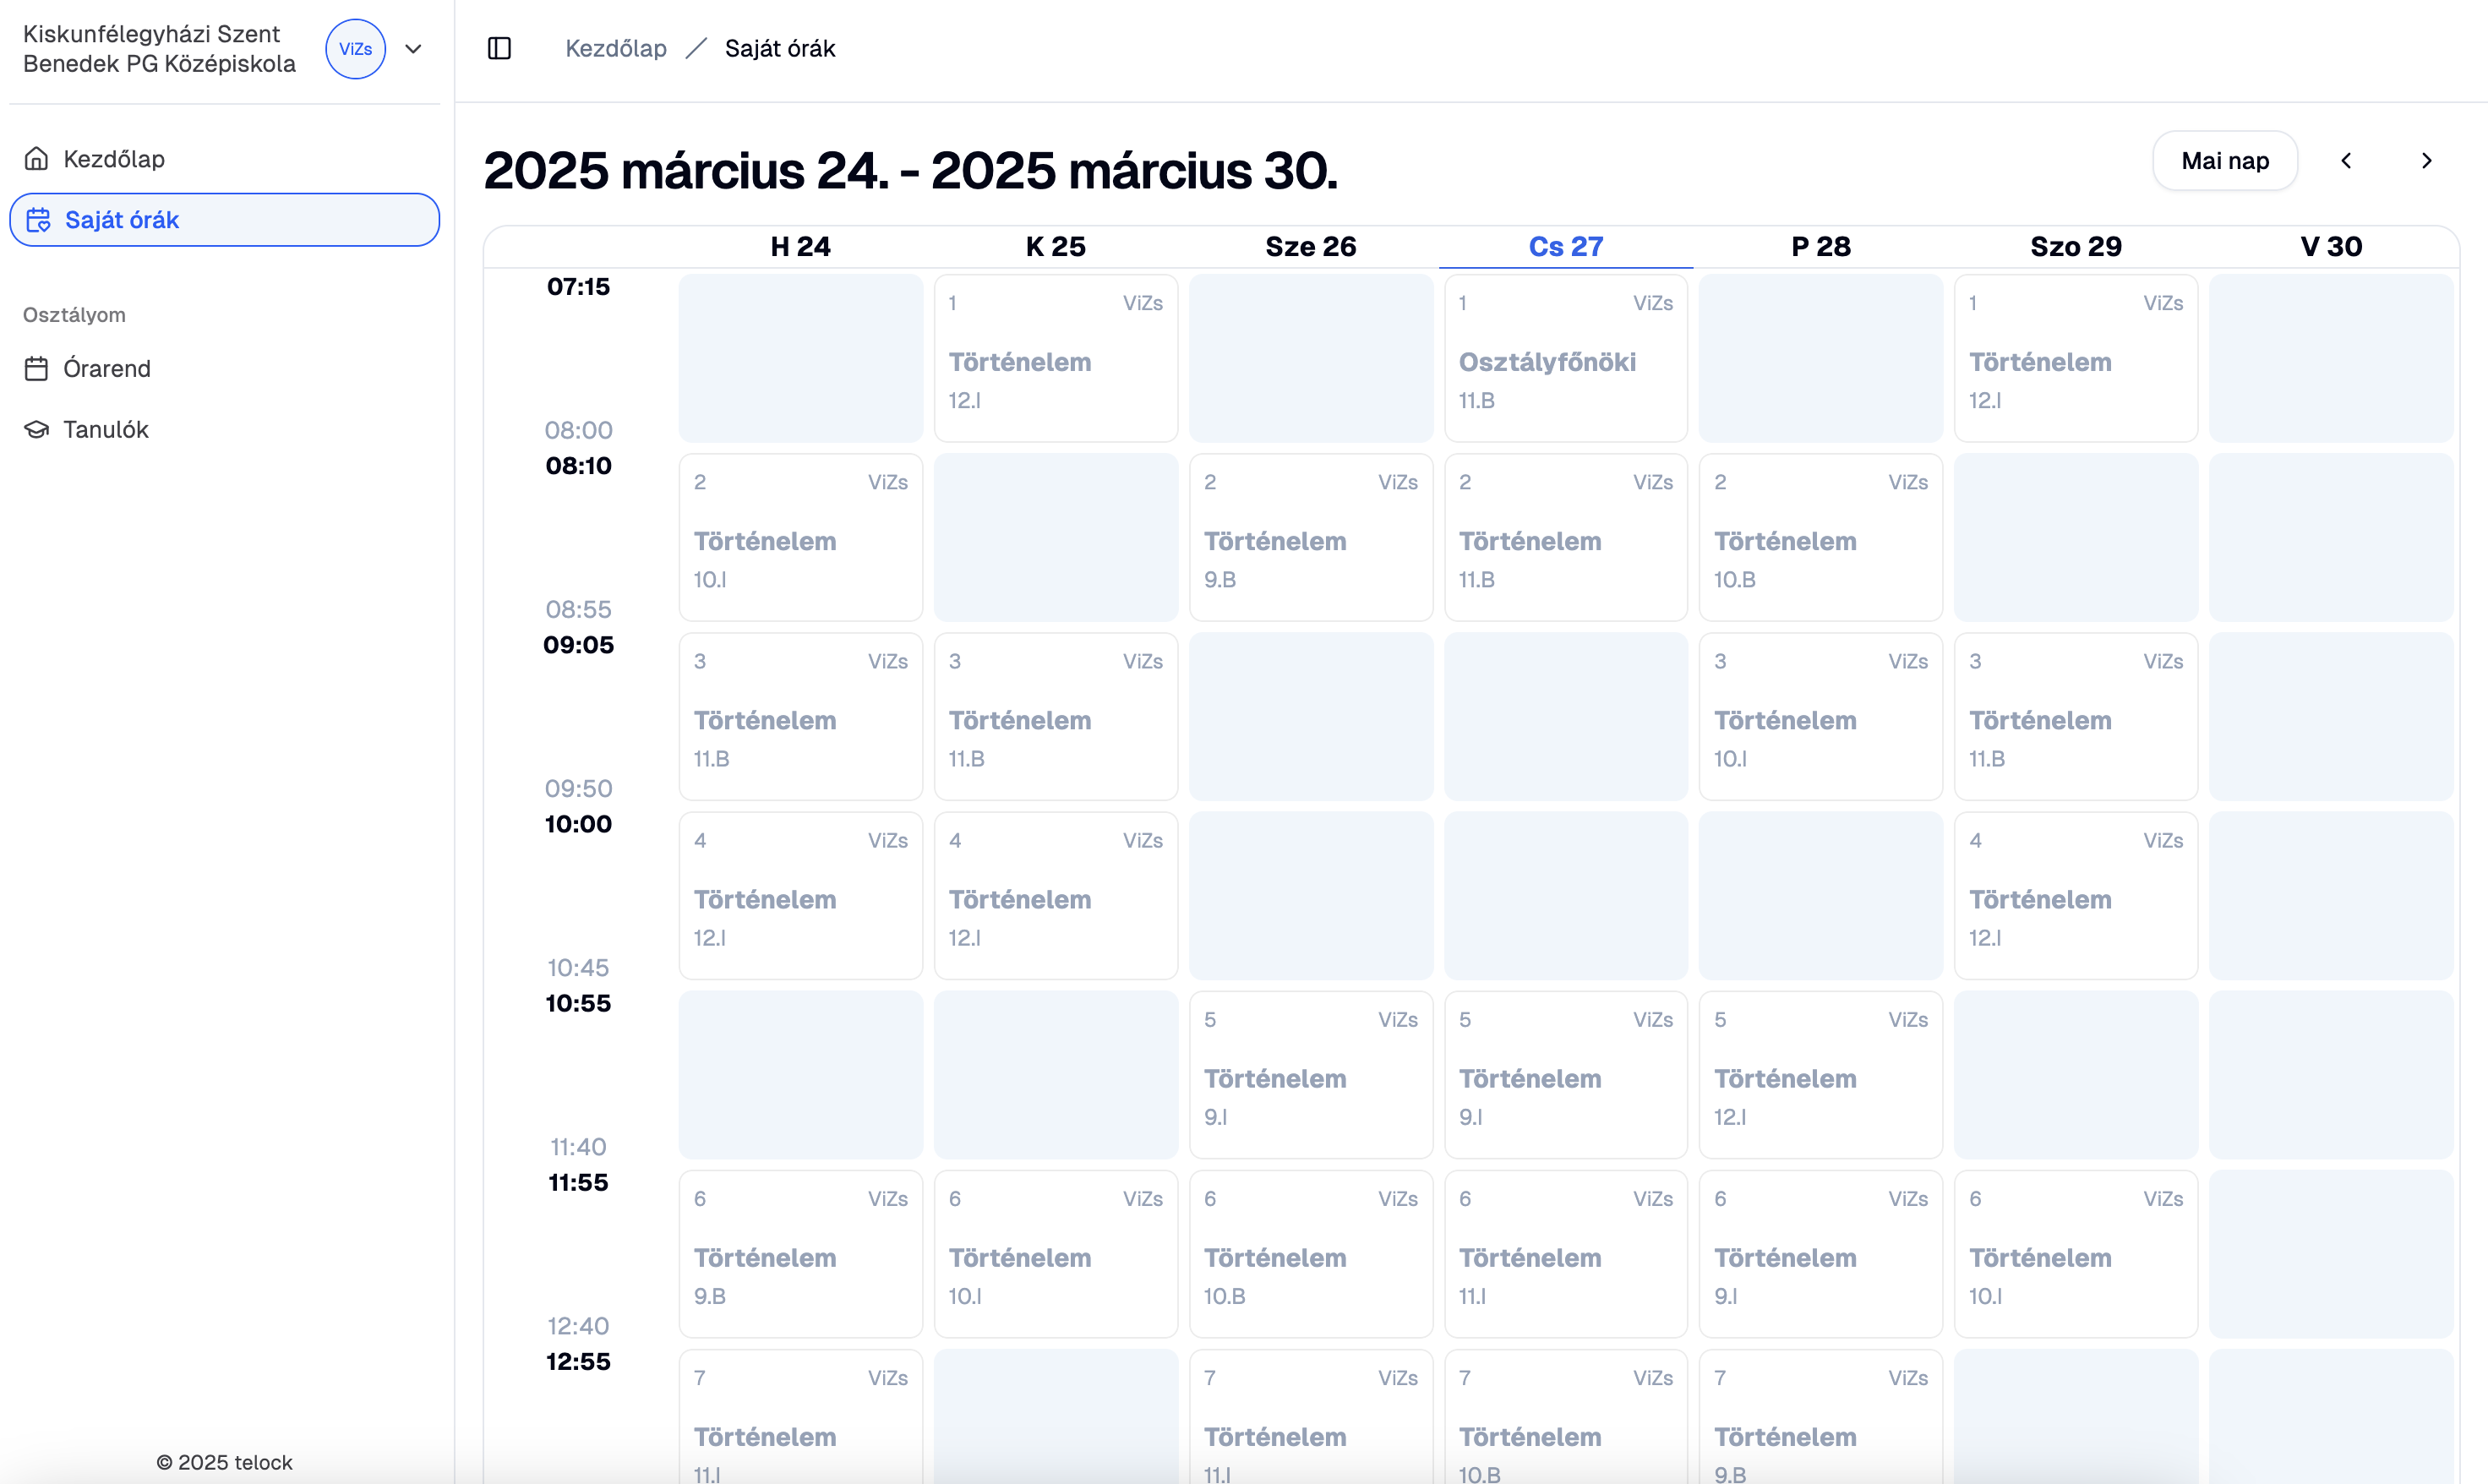 Kiskunfélegyházi Szent
Benedek PG Középiskola
ViZs
Kezdőlap
Saját órák
Osztályom
Órarend
Tanulók
© 2025 telock
Kezdőlap / Saját órák
2025 március 24. - 2025 március 30.
Mai nap
H 24 K 25 Sze 26 Cs 27 P 28 Szo 29 V 30
07:15
1 ViZs 1 ViZs 1 ViZs
Történelem Osztályfőnöki Történelem
12.I 11.B 12.I
08:00
08:10
2 ViZs 2 ViZs 2 ViZs 2 ViZs
Történelem Történelem Történelem Történelem
10.I 9.B 11.B 10.B
08:55
09:05
3 ViZs 3 ViZs 3 ViZs 3 ViZs
Történelem Történelem Történelem Történelem
11.B 11.B 10.I 11.B
09:50
10:00
4 ViZs 4 ViZs 4 ViZs
Történelem Történelem Történelem
12.I 12.I 12.I
10:45
10:55
5 ViZs 5 ViZs 5 ViZs
Történelem Történelem Történelem
9.I 9.I 12.I
11:40
11:55
6 ViZs 6 ViZs 6 ViZs 6 ViZs 6 ViZs 6 ViZs
Történelem Történelem Történelem Történelem Történelem Történelem
9.B 10.I 10.B 11.I 9.I 10.I
12:40
12:55
7 ViZs 7 ViZs 7 ViZs 7 ViZs
Történelem Történelem Történelem Történelem
11.I 11.I 10.B 9.B